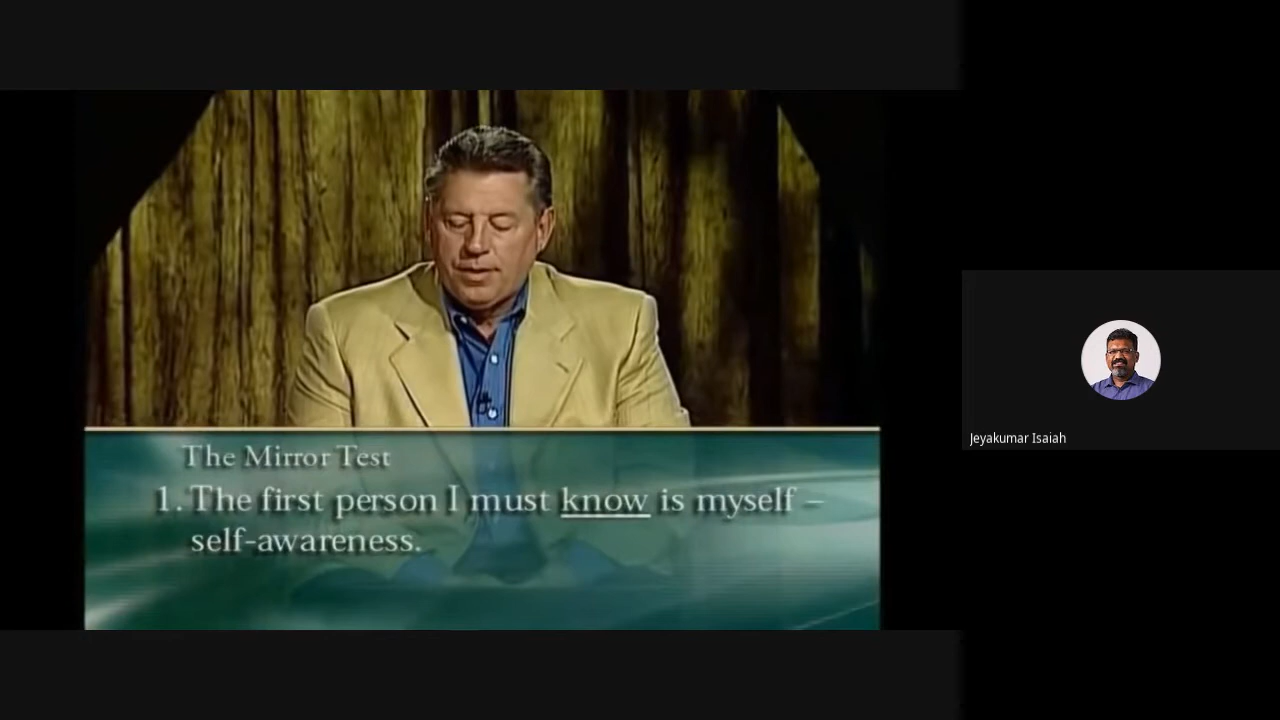 The Mirror Test
1. The first person I must know is myself –
self-awareness.
Jeyakumar Isaiah